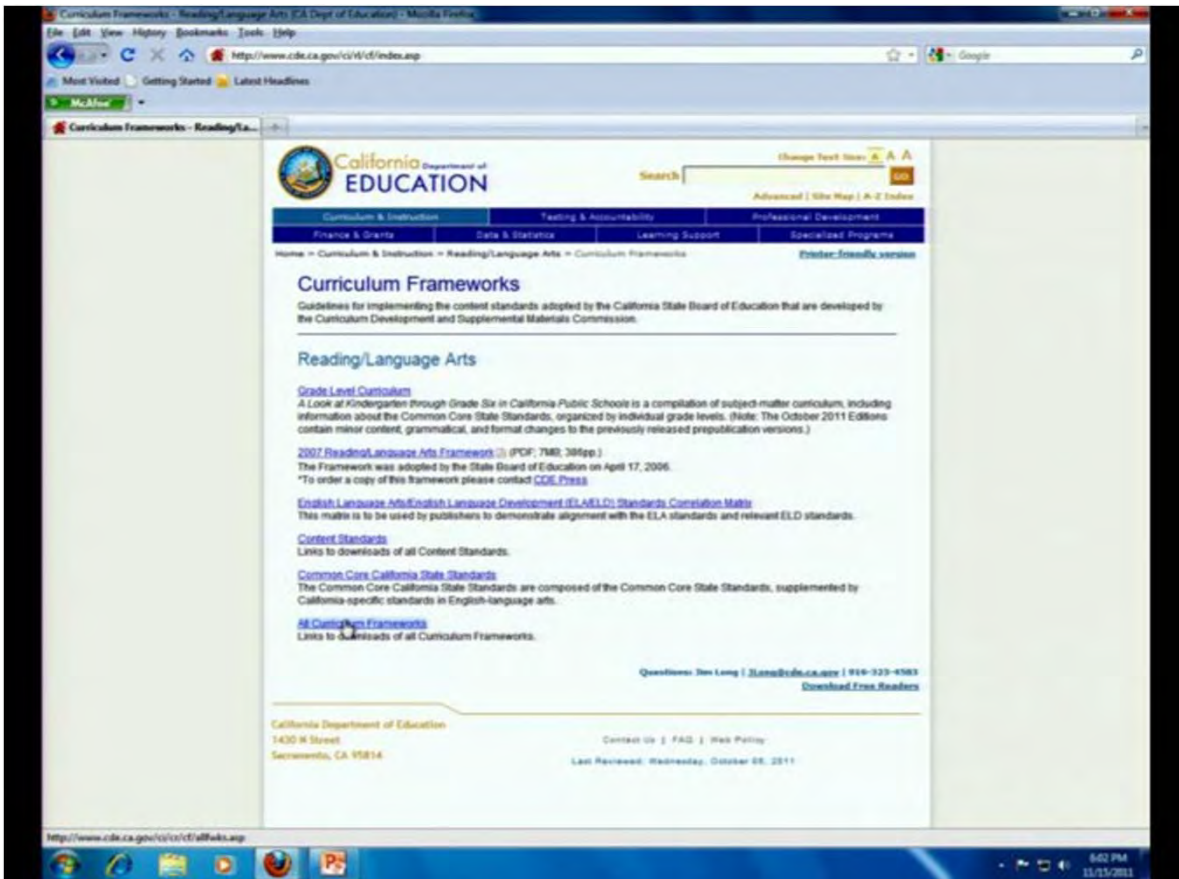 Curriculum Frameworks - Reading/Language Arts (CA Dept of Education) - Mozilla Firefox
File Edit View History Bookmarks Tools Help
http://www.cde.ca.gov/ci/rl/cf/index.asp
Google
Most Visited Getting Started Latest Headlines
McAfee
Curriculum Frameworks - Reading/La...
California Department of
EDUCATION
Change Text Size: A A A
Search GO
Advanced | Site Map | A-Z Index
Curriculum & Instruction Testing & Accountability Professional Development
Finance & Grants Data & Statistics Learning Support Specialized Programs
Home » Curriculum & Instruction » Reading/Language Arts » Curriculum Frameworks
Printer-friendly version
Curriculum Frameworks
Guidelines for implementing the content standards adopted by the California State Board of Education that are developed by
the Curriculum Development and Supplemental Materials Commission.
Reading/Language Arts
Grade Level Curriculum
A Look at Kindergarten through Grade Six in California Public Schools is a compilation of subject-matter curriculum, including
information about the Common Core State Standards, organized by individual grade levels. (Note: The October 2011 Editions
contain minor content, grammatical, and format changes to the previously released prepublication versions.)
2007 Reading/Language Arts Framework (PDF; 7MB; 386pp.)
The Framework was adopted by the State Board of Education on April 17, 2006.
*To order a copy of this framework please contact CDE Press.
English Language Arts/English Language Development (ELA/ELD) Standards Correlation Matrix
This matrix is to be used by publishers to demonstrate alignment with the ELA standards and relevant ELD standards.
Content Standards
Links to downloads of all Content Standards.
Common Core California State Standards
The Common Core California State Standards are composed of the Common Core State Standards, supplemented by
California-specific standards in English-language arts.
All Curriculum Frameworks
Links to downloads of all Curriculum Frameworks.
Questions: Jim Long | JLong@cde.ca.gov | 916-323-4583
Download Free Readers
California Department of Education
1430 N Street
Sacramento, CA 95814
Contact Us | FAQ | Web Policy
Last Reviewed: Wednesday, October 05, 2011
http://www.cde.ca.gov/ci/cr/cf/allfwks.asp
6:02 PM
11/15/2011